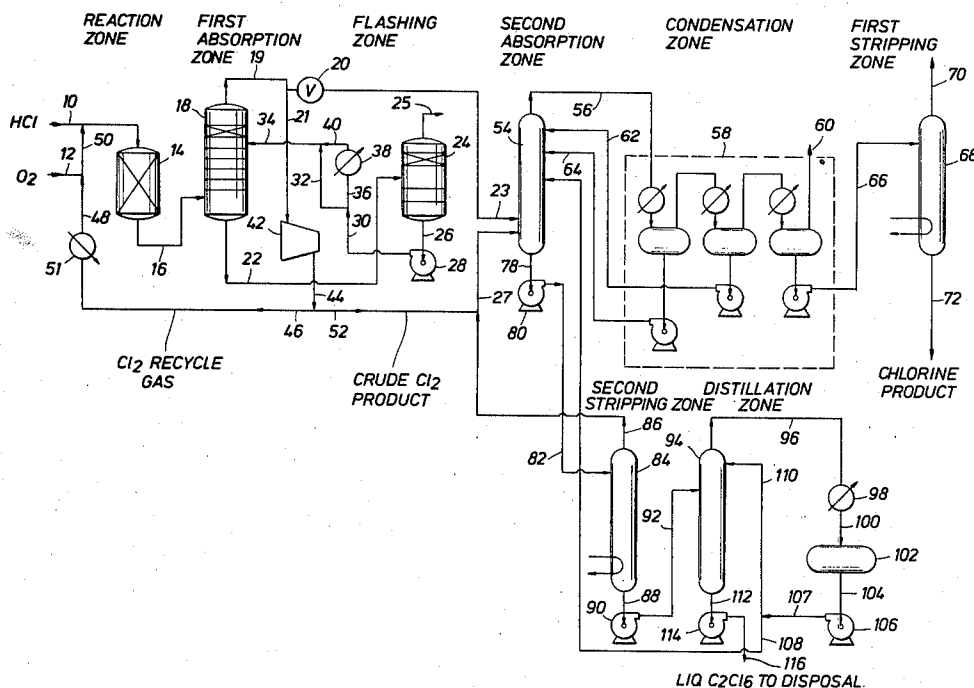 REACTION
ZONE
FIRST
ABSORPTION
ZONE
FLASHING
ZONE
SECOND
ABSORPTION
ZONE
CONDENSATION
ZONE
FIRST
STRIPPING
ZONE
HCl
O2
10
12
14
16
18
19
20
V
21
22
23
24
25
26
27
28
30
32
34
36
38
40
42
44
46
48
50
51
52
54
56
58
60
62
64
66
68
70
72
78
80
Cl2 RECYCLE
GAS
CRUDE Cl2
PRODUCT
CHLORINE
PRODUCT
SECOND
STRIPPING ZONE
DISTILLATION
ZONE
82
84
86
88
90
92
94
96
98
100
102
104
106
107
108
110
112
114
116
LIQ C2Cl6 TO DISPOSAL